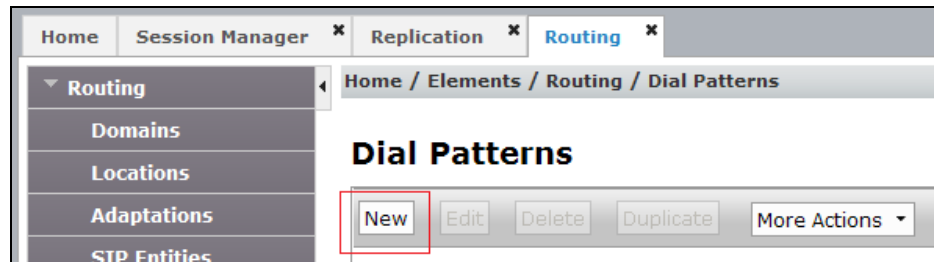 Home Session Manager × Replication × Routing ×
Routing
Home / Elements / Routing / Dial Patterns
Domains
Locations
Adaptations
SIP Entities
Dial Patterns
New Edit Delete Duplicate More Actions